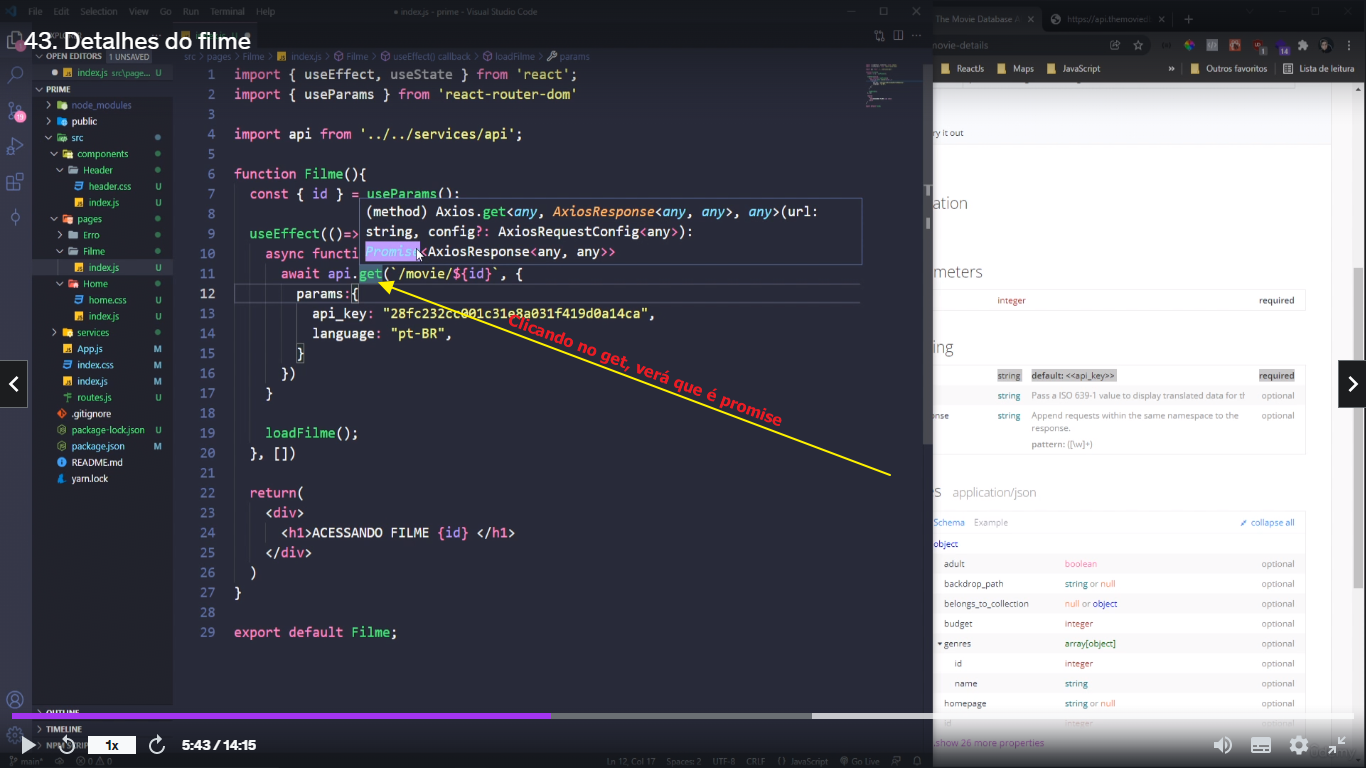 File Edit Selection View Go Run Terminal Help
● index.js - prime - Visual Studio Code
43. Detalhes do filme
OPEN EDITORS 1 UNSAVED
● index.js src\page... U
PRIME
node_modules
public
src
components
Header
header.css U
index.js U
pages
Erro
Filme
index.js U
Home
home.css U
index.js U
services
App.js M
index.css M
index.js M
routes.js U
.gitignore
package-lock.json U
package.json M
README.md
yarn.lock
OUTLINE
TIMELINE
src > pages > Filme > index.js > Filme > useEffect() callback > loadFilme > params
1 import { useEffect, useState } from 'react';
2 import { useParams } from 'react-router-dom'
3
4 import api from '../../services/api';
5
6 function Filme(){
7 const { id } = useParams();
8
(method) Axios.get<any, AxiosResponse<any, any>, any>(url:
string, config?: AxiosRequestConfig<any>):
Promise<AxiosResponse<any, any>>
9 useEffect(()=>
10 async functi
11 await api.get(`/movie/${id}`, {
12 params:{
13 api_key: "28fc232cc001c31e8a031f419d0a14ca",
14 language: "pt-BR",
15 }
16 })
17 }
18
19 loadFilme();
20 }, [])
21
22 return(
23 <div>
24 <h1>ACESSANDO FILME {id} </h1>
25 </div>
26 )
27 }
28
29 export default Filme;
Clicando no get, verá que é promise
The Movie Database A
https://api.themovied
movie-details
ReactJs Maps JavaScript » Outros favoritos Lista de leitura
ry it out
ation
meters
integer required
ng
string default: <<api_key>> required
string Pass a ISO 639-1 value to display translated data for th optional
nse string Append requests within the same namespace to the optional
response.
pattern: ([\w]+)
es application/json
Schema Example collapse all
object
adult boolean optional
backdrop_path string or null optional
belongs_to_collection null or object optional
budget integer optional
genres array[object] optional
id integer optional
name string optional
homepage string or null optional
id integer optional
..show 26 more properties
1x 5:43 / 14:15
main* 0 0 Ln 12, Col 17 Spaces: 2 UTF-8 CRLF {} JavaScript Go Live